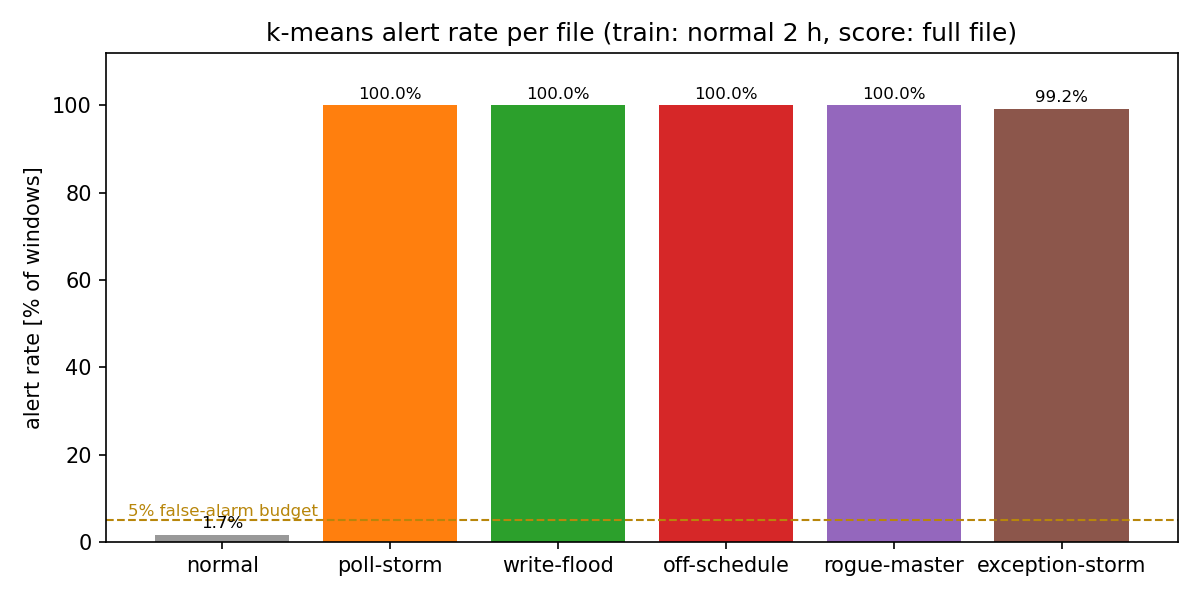 k-means alert rate per file (train: normal 2 h, score: full file)
alert rate [% of windows]
100
80
60
40
20
0
100.0%
100.0%
100.0%
100.0%
99.2%
5% false-alarm budget
1.7%
normal
poll-storm
write-flood
off-schedule
rogue-master
exception-storm